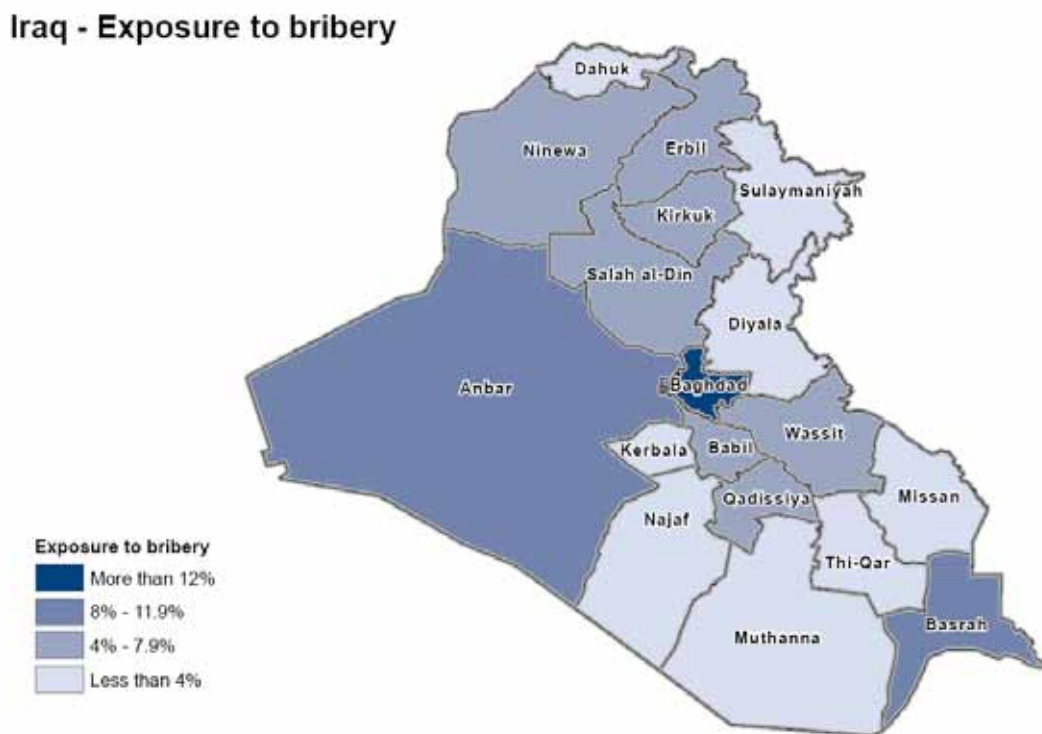 Iraq - Exposure to bribery
Dahuk
Ninewa
Erbil
Sulaymaniyah
Kirkuk
Salah al-Din
Diyala
Anbar
Baghdad
Wassit
Kerbala
Babil
Qadissiya
Missan
Najaf
Thi-Qar
Basrah
Muthanna
Exposure to bribery
More than 12%
8% - 11.9%
4% - 7.9%
Less than 4%